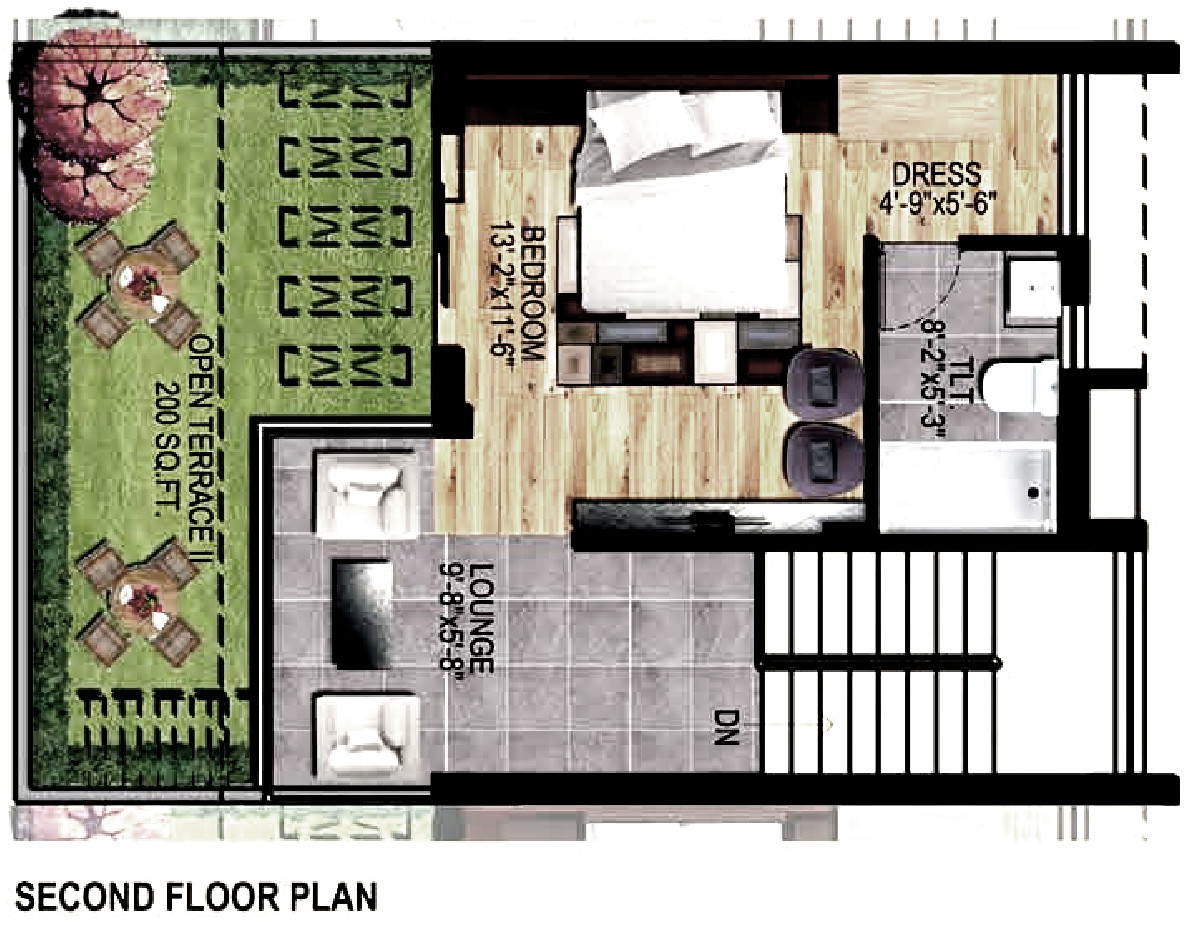 DRESS
4'-9"x5'-6"
BEDROOM
13'-2"x11'-6"
TLT.
8'-2"x5'-3"
OPEN TERRACE II
200 SQ.FT.
LOUNGE
9'-8"x5'-8"
DN
SECOND FLOOR PLAN